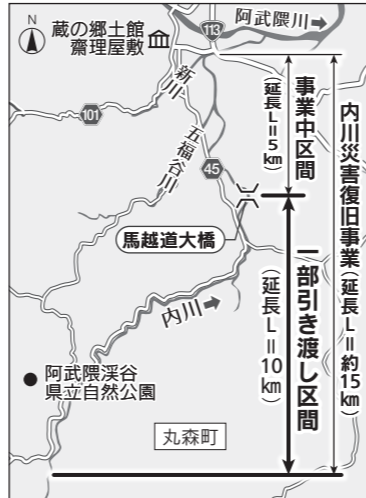 N
蔵の郷土館
齋理屋敷
阿武隈川
113
新川
101
五福谷川
45
馬越道大橋
内川
阿武隈渓谷
県立自然公園
丸森町
事業中区間
(延長L=5km)
一部引き渡し区間
(延長L=10km)
内川災害復旧事業(延長L=約15km)